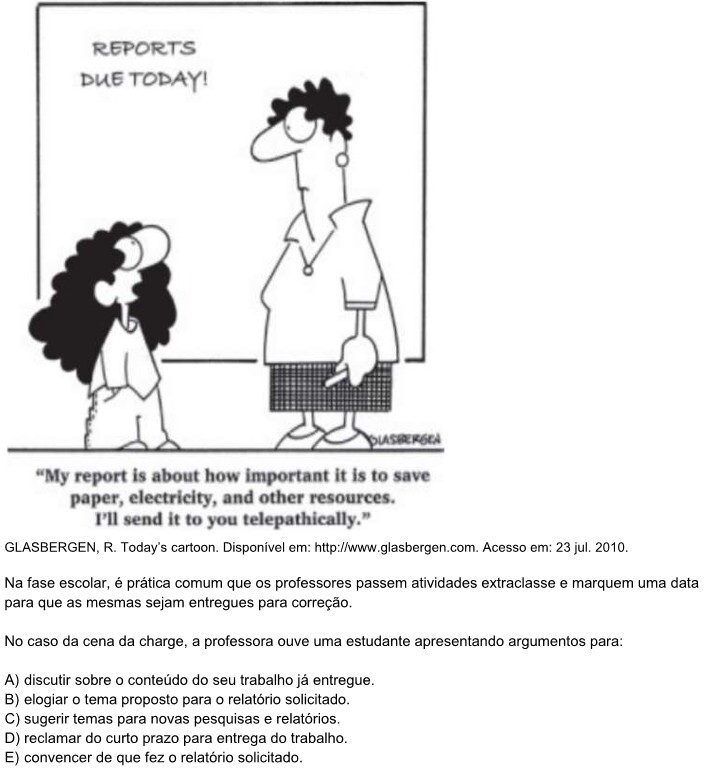 REPORTS
DUE TODAY!
GLASBERGEN
“My report is about how important it is to save
paper, electricity, and other resources.
I’ll send it to you telepathically.”
GLASBERGEN, R. Today’s cartoon. Disponível em: http://www.glasbergen.com. Acesso em: 23 jul. 2010.
Na fase escolar, é prática comum que os professores passem atividades extraclasse e marquem uma data
para que as mesmas sejam entregues para correção.
No caso da cena da charge, a professora ouve uma estudante apresentando argumentos para:
A) discutir sobre o conteúdo do seu trabalho já entregue.
B) elogiar o tema proposto para o relatório solicitado.
C) sugerir temas para novas pesquisas e relatórios.
D) reclamar do curto prazo para entrega do trabalho.
E) convencer de que fez o relatório solicitado.